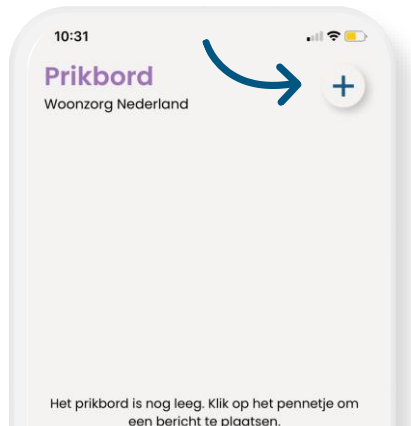 10:31
Prikbord
Woonzorg Nederland
Het prikbord is nog leeg. Klik op het pennetje om
een bericht te plaatsen.